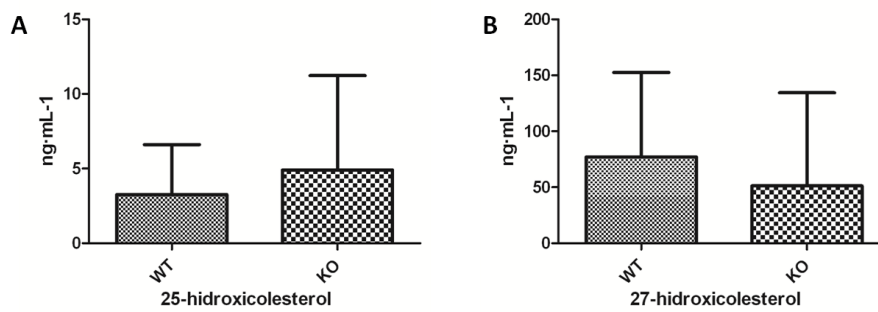 A
ng·mL-1
15
10
5
0
WT
KO
25-hidroxicolesterol
B
ng·mL-1
200
150
100
50
0
WT
KO
27-hidroxicolesterol